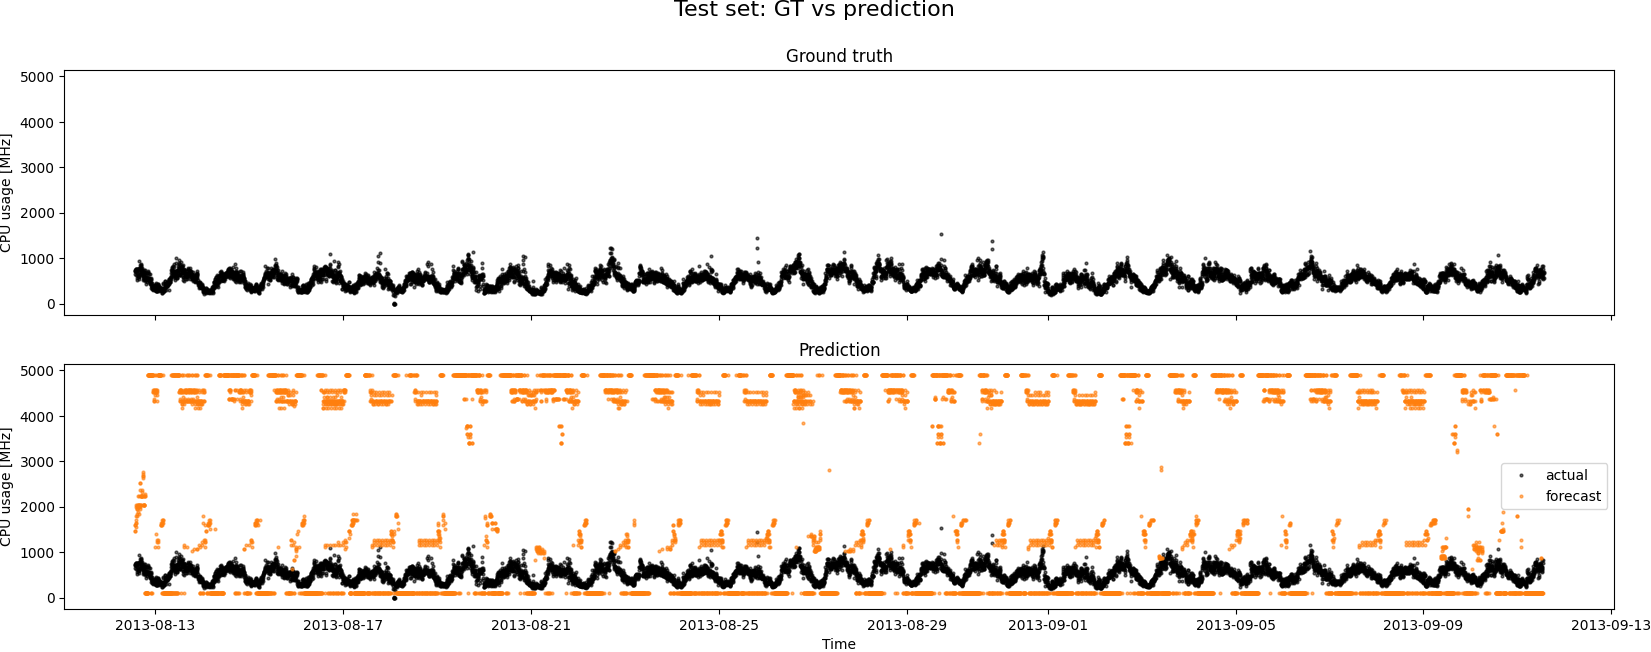 Test set: GT vs prediction
Ground truth
CPU usage [MHz]
5000
4000
3000
2000
1000
0
Prediction
CPU usage [MHz]
5000
4000
3000
2000
1000
0
actual
forecast
2013-08-13 2013-08-17 2013-08-21 2013-08-25 2013-08-29 2013-09-01 2013-09-05 2013-09-09 2013-09-13
Time